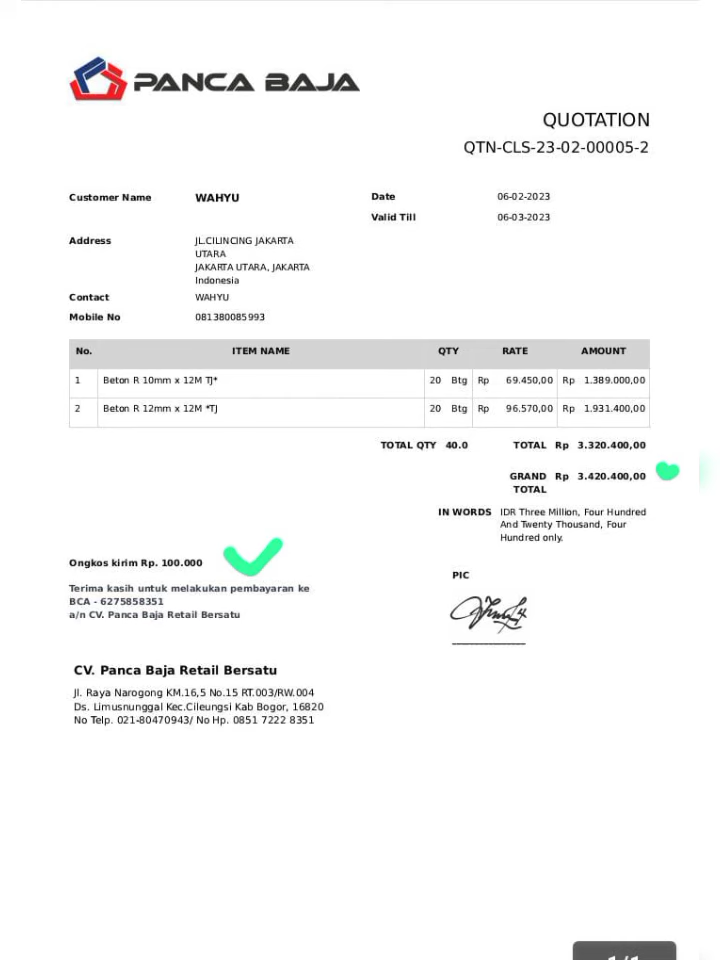 PANCA BAJA
QUOTATION
QTN-CLS-23-02-00005-2
Customer Name WAHYU
Date 06-02-2023
Valid Till 06-03-2023
Address JL.CILINCING JAKARTA
UTARA
JAKARTA UTARA, JAKARTA
Indonesia
Contact WAHYU
Mobile No 081380085993
No. ITEM NAME QTY RATE AMOUNT
1 Beton R 10mm x 12M TJ* 20 Btg Rp 69.450,00 Rp 1.389.000,00
2 Beton R 12mm x 12M *TJ 20 Btg Rp 96.570,00 Rp 1.931.400,00
TOTAL QTY 40.0 TOTAL Rp 3.320.400,00
GRAND Rp 3.420.400,00
TOTAL
IN WORDS IDR Three Million, Four Hundred
And Twenty Thousand, Four
Hundred only.
Ongkos kirim Rp. 100.000
Terima kasih untuk melakukan pembayaran ke
BCA - 6275858351
a/n CV. Panca Baja Retail Bersatu
PIC
CV. Panca Baja Retail Bersatu
Jl. Raya Narogong KM.16,5 No.15 RT.003/RW.004
Ds. Limusnunggal Kec.Cileungsi Kab Bogor, 16820
No Telp. 021-80470943/ No Hp. 0851 7222 8351